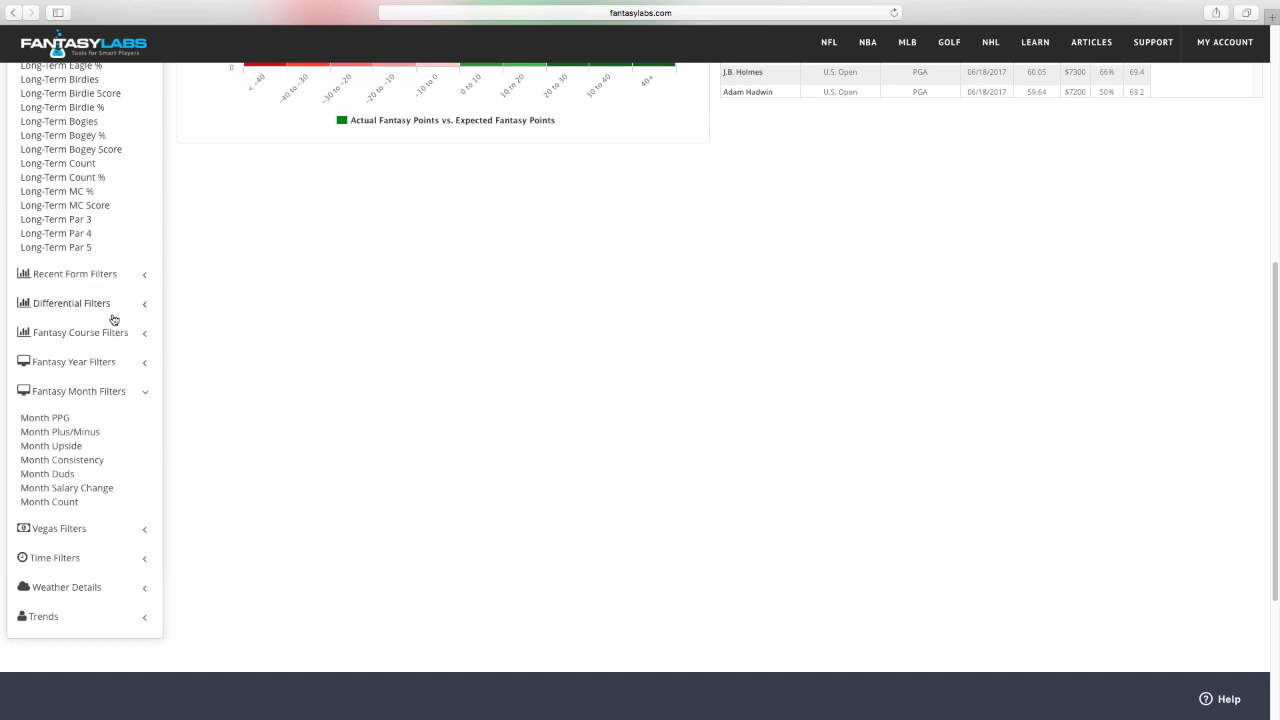 fantasylabs.com
FANTASYLABS
Tools for Smart Players
NFL NBA MLB GOLF NHL LEARN ARTICLES SUPPORT MY ACCOUNT
Long-Term Eagle %
Long-Term Birdies
Long-Term Birdie Score
Long-Term Birdie %
Long-Term Bogies
Long-Term Bogey %
Long-Term Bogey Score
Long-Term Count
Long-Term Count %
Long-Term MC %
Long-Term MC Score
Long-Term Par 3
Long-Term Par 4
Long-Term Par 5
Recent Form Filters
Differential Filters
Fantasy Course Filters
Fantasy Year Filters
Fantasy Month Filters
Month PPG
Month Plus/Minus
Month Upside
Month Consistency
Month Duds
Month Salary Change
Month Count
Vegas Filters
Time Filters
Weather Details
Trends
0
< -40 -40 to -30 -30 to -20 -20 to -10 -10 to 0 0 to 10 10 to 20 20 to 30 30 to 40 40+
Actual Fantasy Points vs. Expected Fantasy Points
J.B. Holmes U.S. Open PGA 06/18/2017 60.05 $7300 66% 69.4
Adam Hadwin U.S. Open PGA 06/18/2017 59.64 $7200 50% 69.2
Help